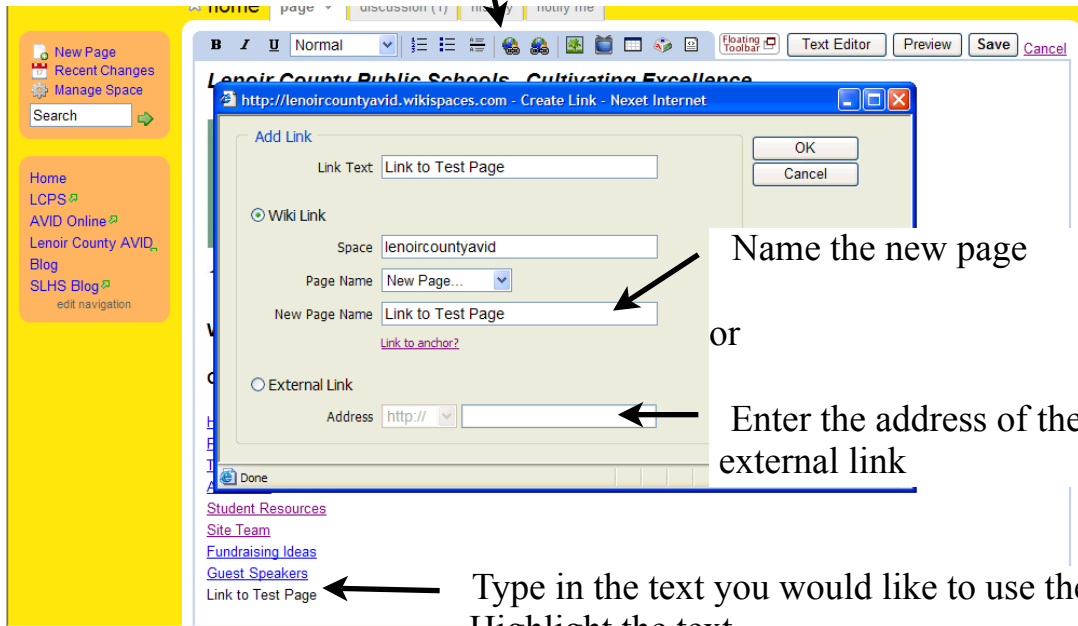 home page discussion (1) history notify me
New Page
Recent Changes
Manage Space
Search
Home
LCPS
AVID Online
Lenoir County AVID
Blog
SLHS Blog
edit navigation
B I U Normal Floating Toolbar Text Editor Preview Save Cancel
Lenoir County Public Schools Cultivating Excellence
http://lenoircountyavid.wikispaces.com - Create Link - Nexet Internet
Add Link
Link Text Link to Test Page
OK
Cancel
Wiki Link
Space lenoircountyavid
Page Name New Page...
New Page Name Link to Test Page
Link to anchor?
External Link
Address http://
Done
Name the new page
or
Enter the address of the
external link
Student Resources
Site Team
Fundraising Ideas
Guest Speakers
Link to Test Page
Type in the text you would like to use the
Highlight the text